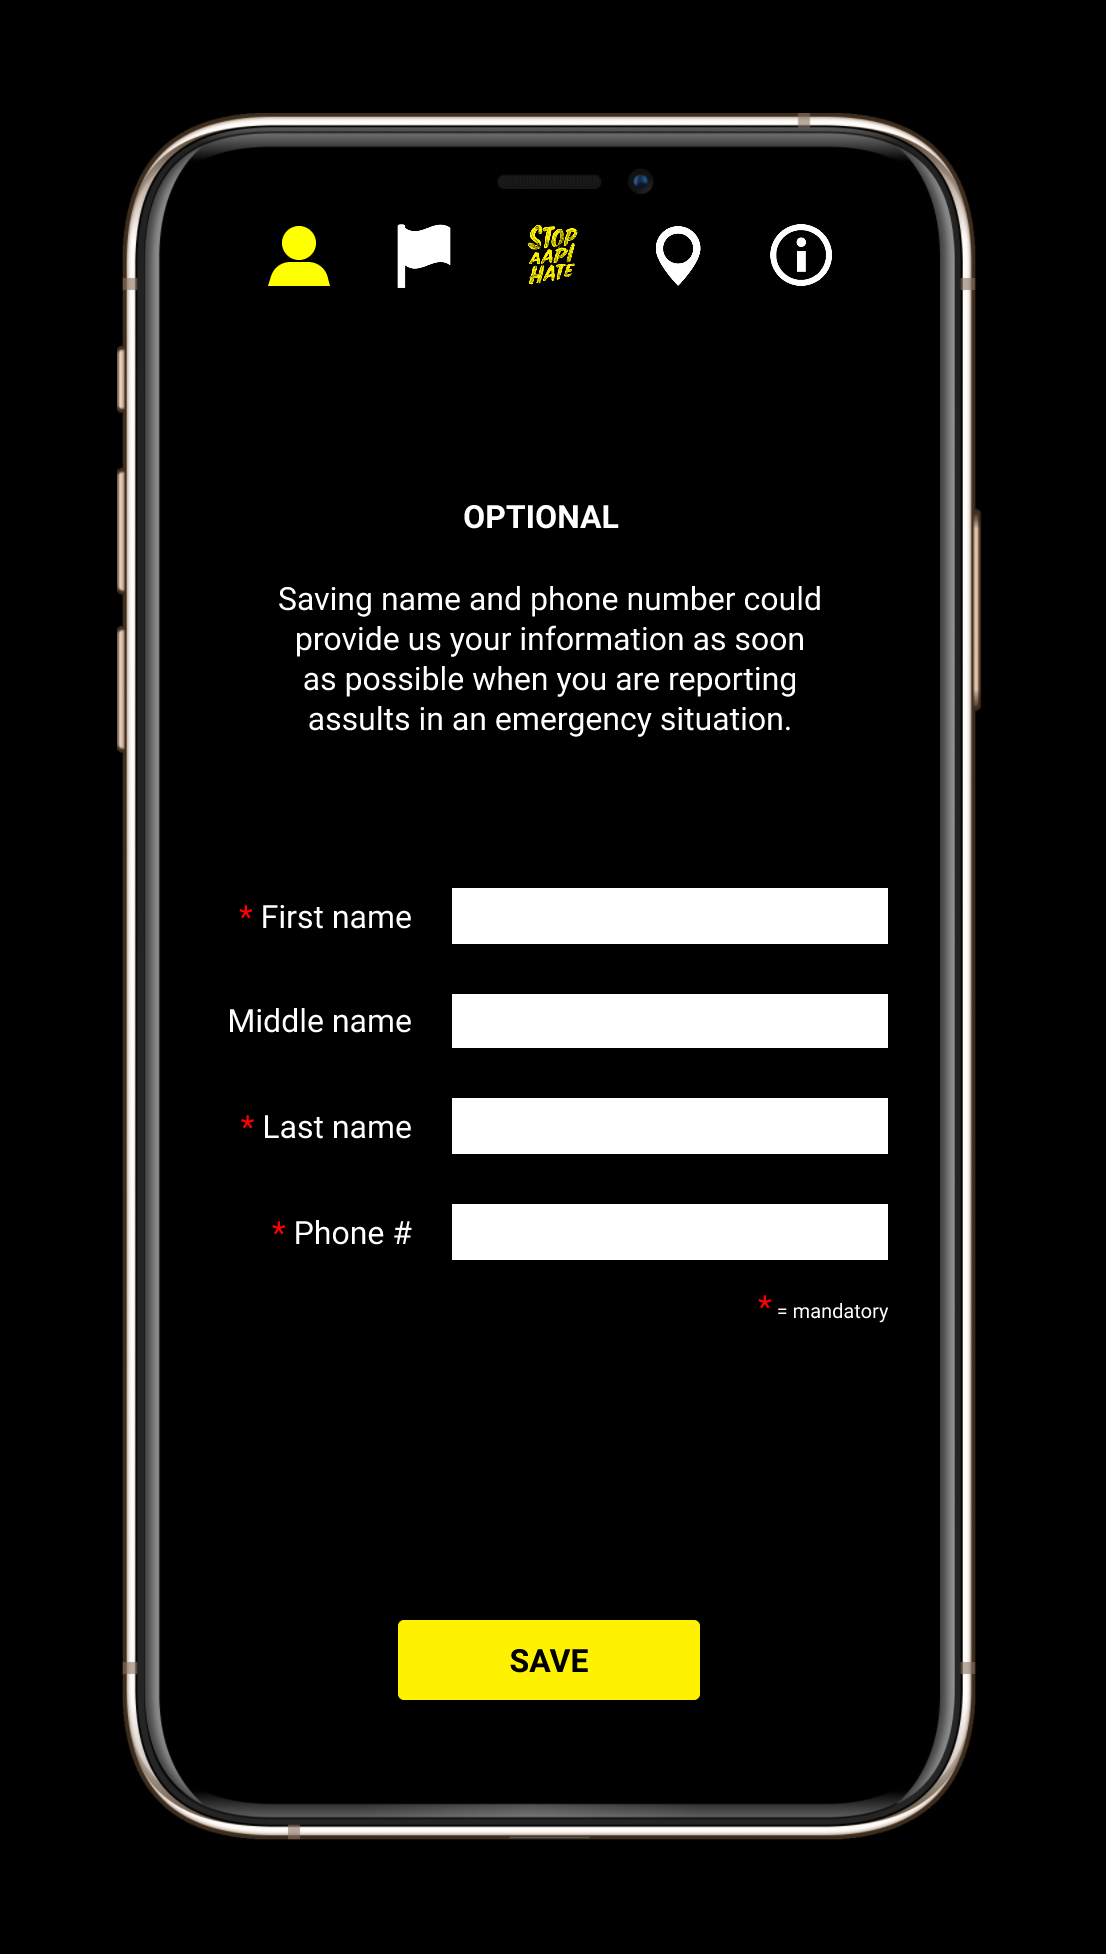 STOP
AAPI
HATE
OPTIONAL
Saving name and phone number could
provide us your information as soon
as possible when you are reporting
assults in an emergency situation.
* First name
Middle name
* Last name
* Phone #
* = mandatory
SAVE